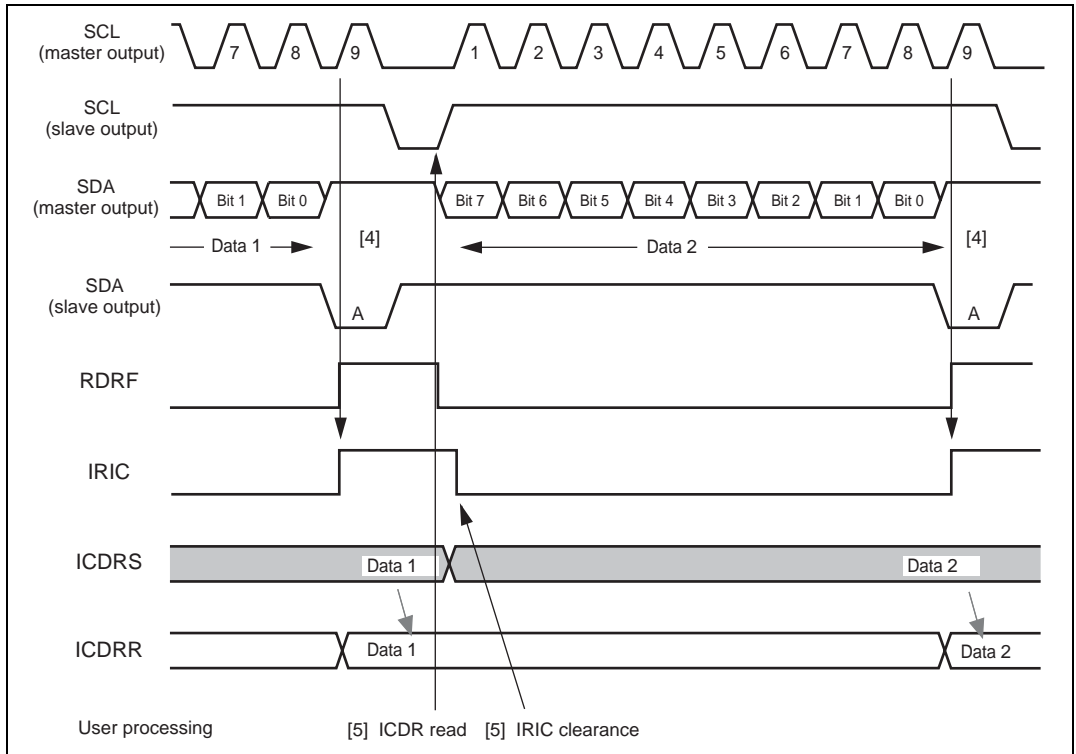 SCL
(master output)
7 8 9 1 2 3 4 5 6 7 8 9
SCL
(slave output)
SDA
(master output)
Bit 1 Bit 0 Bit 7 Bit 6 Bit 5 Bit 4 Bit 3 Bit 2 Bit 1 Bit 0
Data 1 [4] Data 2 [4]
SDA
(slave output)
A A
RDRF
IRIC
ICDRS
Data 1 Data 2
ICDRR
Data 1 Data 2
User processing [5] ICDR read [5] IRIC clearance